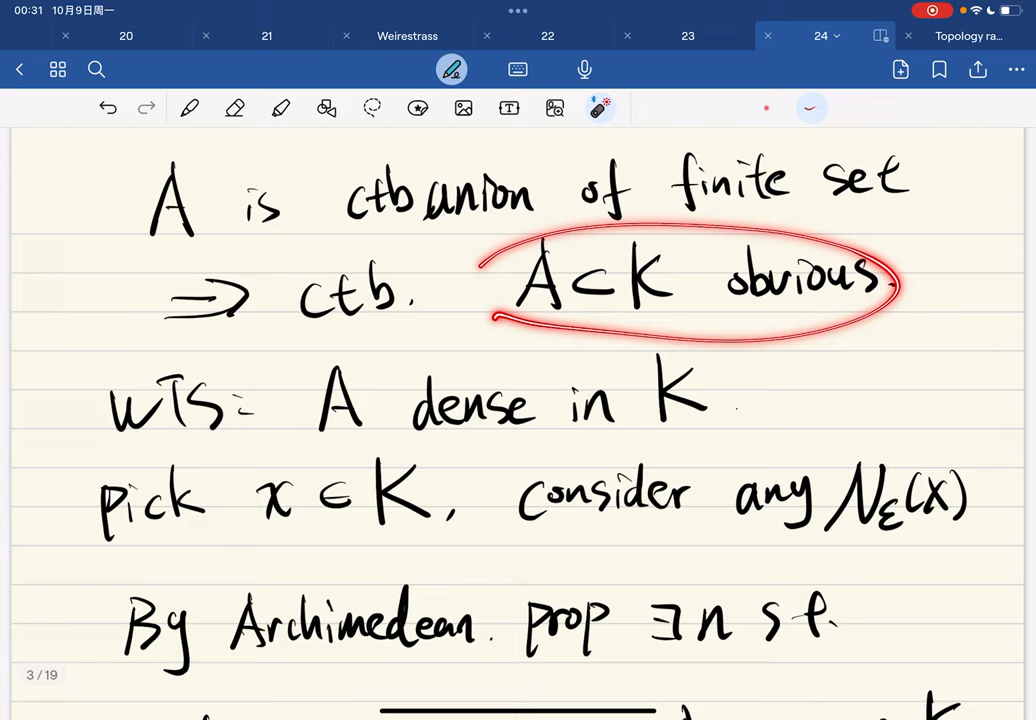 00:31 10月9日周一
20 21 Weirestrass 22 23 24 Topology ra...
A is ctb union of finite set
⇒ ctb. A⊂K obvious.
WTS: A dense in K.
pick x ∈ K, consider any Nε(x)
By Archimedean. prop ∃n s.t.
3 / 19